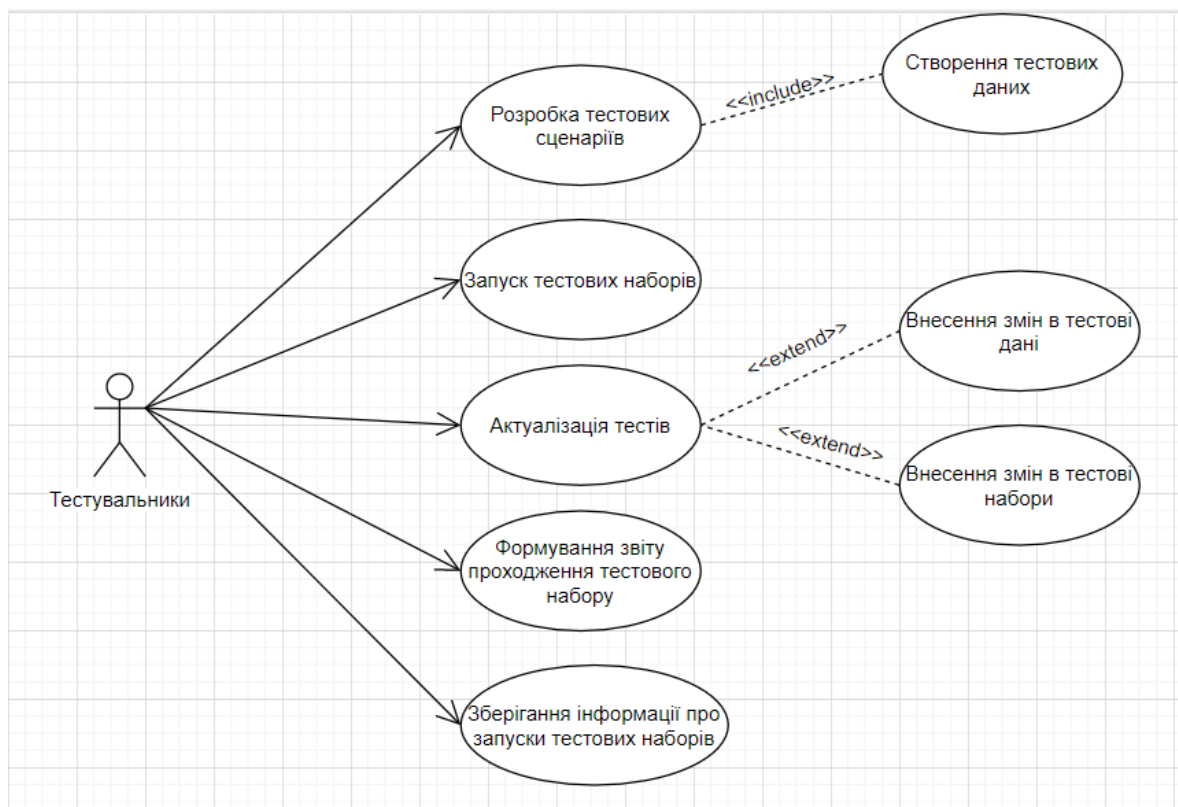 Створення тестових
даних
<<include>>
Розробка тестових
сценаріїв
Запуск тестових наборів
Внесення змін в тестові
дані
<<extend>>
Актуалізація тестів
<<extend>>
Внесення змін в тестові
набори
Тестувальники
Формування звіту
проходження тестового
набору
Зберігання інформації про
запуски тестових наборів